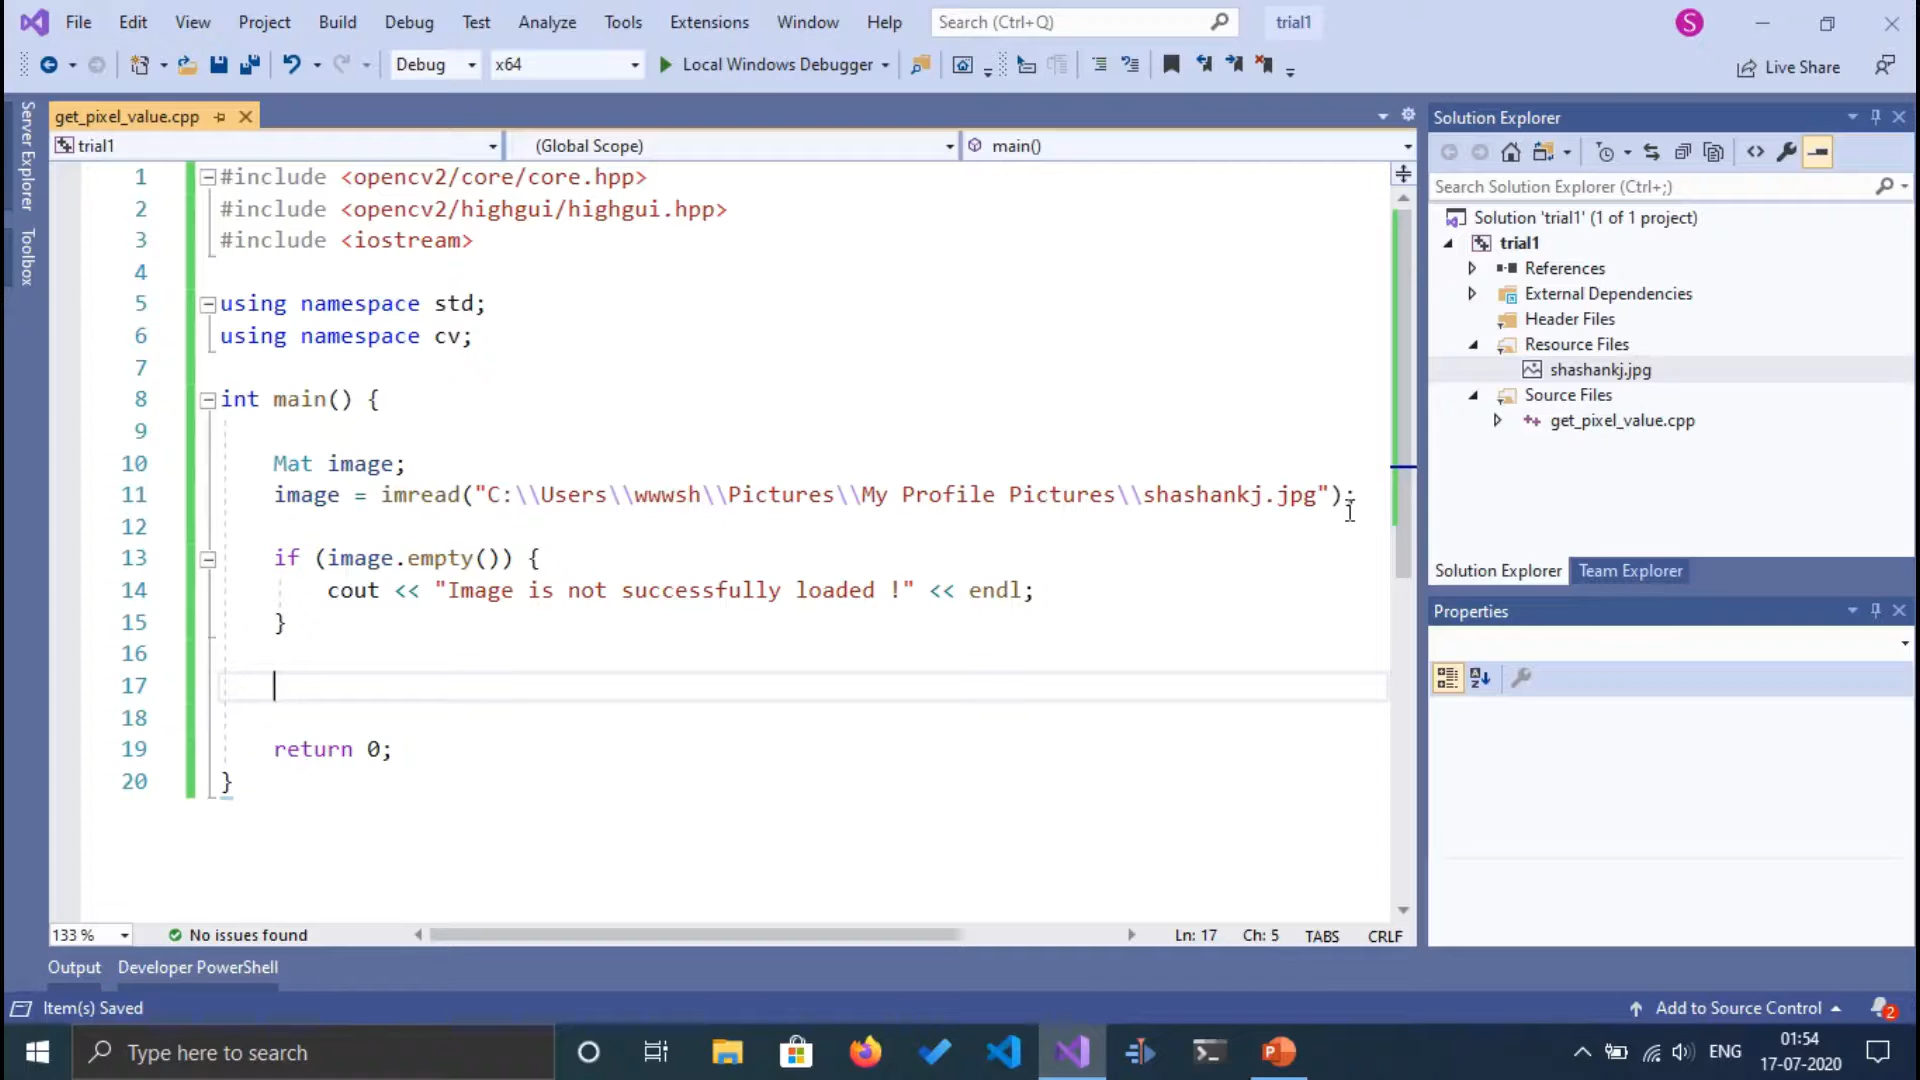 File Edit View Project Build Debug Test Analyze Tools Extensions Window Help Search (Ctrl+Q) trial1 S
Debug x64 Local Windows Debugger Live Share
Server Explorer
Toolbox
get_pixel_value.cpp
trial1 (Global Scope) main()
1 #include <opencv2/core/core.hpp>
2 #include <opencv2/highgui/highgui.hpp>
3 #include <iostream>
4
5 using namespace std;
6 using namespace cv;
7
8 int main() {
9
10 Mat image;
11 image = imread("C:\\Users\\wwwsh\\Pictures\\My Profile Pictures\\shashankj.jpg");
12
13 if (image.empty()) {
14 cout << "Image is not successfully loaded !" << endl;
15 }
16
17
18
19 return 0;
20 }
133 % No issues found Ln: 17 Ch: 5 TABS CRLF
Solution Explorer
Search Solution Explorer (Ctrl+;)
Solution 'trial1' (1 of 1 project)
trial1
References
External Dependencies
Header Files
Resource Files
shashankj.jpg
Source Files
get_pixel_value.cpp
Solution Explorer Team Explorer
Properties
Output Developer PowerShell
Item(s) Saved Add to Source Control 2
Type here to search ENG 01:54
17-07-2020